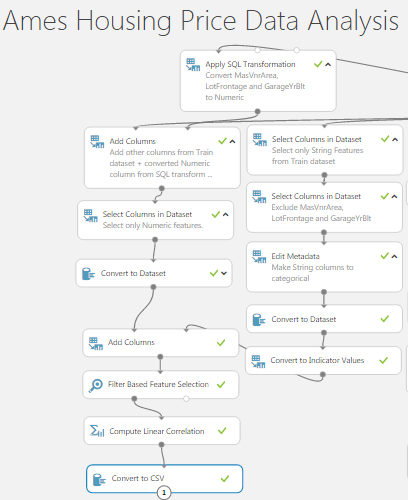 Ames Housing Price Data Analysis
Apply SQL Transformation
Convert MasVnrArea,
LotFrontage and GarageYrBlt
to Numeric
Add Columns
Add other columns from Train
dataset + converted Numeric
column from SQL transform ...
Select Columns in Dataset
Select only Numeric features.
Convert to Dataset
Add Columns
Filter Based Feature Selection
Compute Linear Correlation
Convert to CSV
1
Select Columns in Dataset
Select only String Features
from Train dataset
Select Columns in Dataset
Exclude MasVnrArea,
LotFrontage and GarageYrBlt
Edit Metadata
Make String columns to
categorical
Convert to Dataset
Convert to Indicator Values